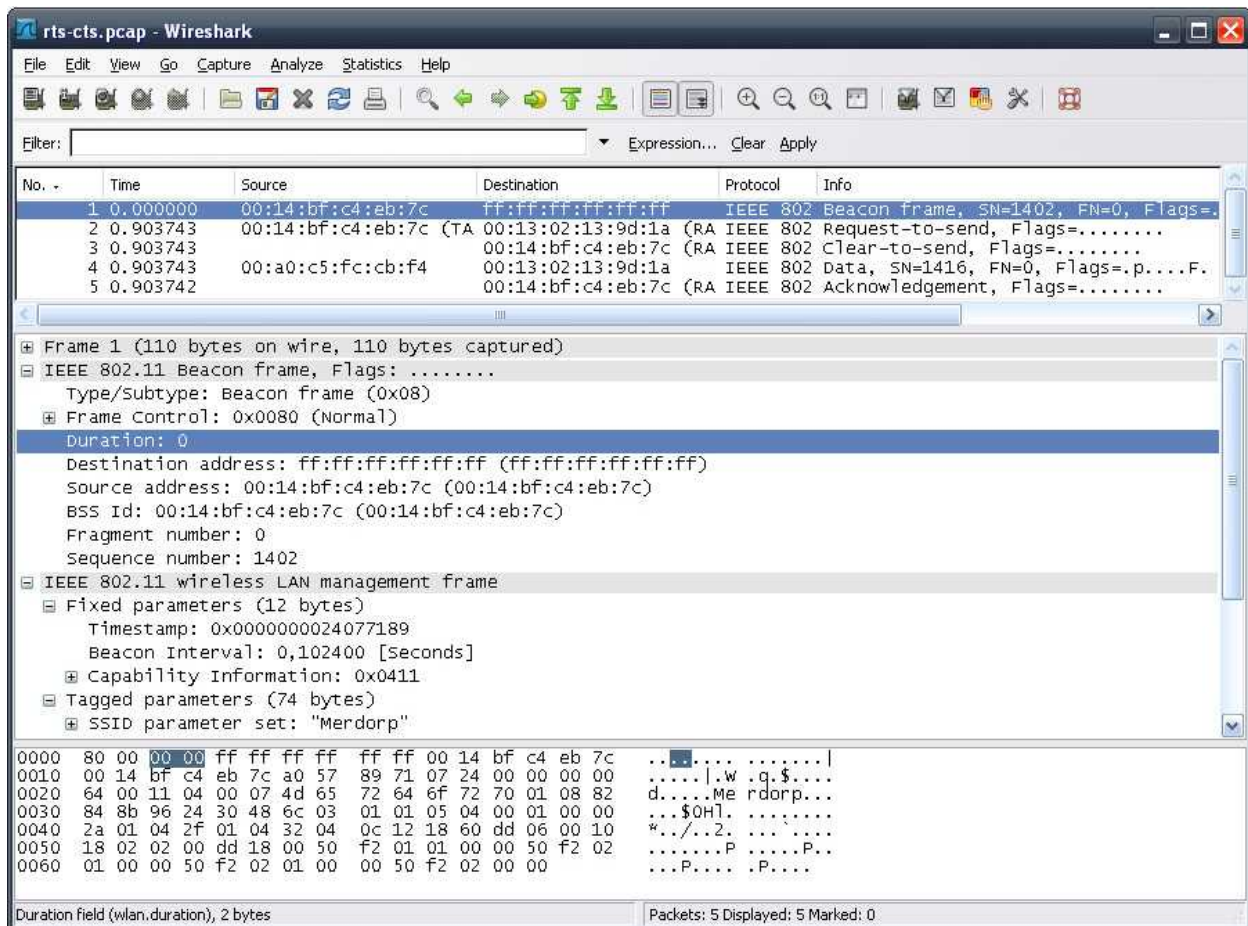 rts-cts.pcap - Wireshark
File Edit View Go Capture Analyze Statistics Help
Filter: Expression... Clear Apply
No. - Time Source Destination Protocol Info
1 0.000000 00:14:bf:c4:eb:7c ff:ff:ff:ff:ff:ff IEEE 802 Beacon frame, SN=1402, FN=0, Flags=.
2 0.903743 00:14:bf:c4:eb:7c (TA 00:13:02:13:9d:1a (RA IEEE 802 Request-to-send, Flags=........
3 0.903743 00:14:bf:c4:eb:7c (RA IEEE 802 Clear-to-send, Flags=........
4 0.903743 00:a0:c5:fc:cb:f4 00:13:02:13:9d:1a IEEE 802 Data, SN=1416, FN=0, Flags=.p....F.
5 0.903742 00:14:bf:c4:eb:7c (RA IEEE 802 Acknowledgement, Flags=........
Frame 1 (110 bytes on wire, 110 bytes captured)
IEEE 802.11 Beacon frame, Flags: ........
Type/Subtype: Beacon frame (0x08)
Frame Control: 0x0080 (Normal)
Duration: 0
Destination address: ff:ff:ff:ff:ff:ff (ff:ff:ff:ff:ff:ff)
Source address: 00:14:bf:c4:eb:7c (00:14:bf:c4:eb:7c)
BSS Id: 00:14:bf:c4:eb:7c (00:14:bf:c4:eb:7c)
Fragment number: 0
Sequence number: 1402
IEEE 802.11 wireless LAN management frame
Fixed parameters (12 bytes)
Timestamp: 0x0000000024077189
Beacon Interval: 0,102400 [Seconds]
Capability Information: 0x0411
Tagged parameters (74 bytes)
SSID parameter set: "Merdorp"
0000 80 00 00 00 ff ff ff ff ff ff 00 14 bf c4 eb 7c ........ .......|
0010 00 14 bf c4 eb 7c a0 57 89 71 07 24 00 00 00 00 .....|.W .q.$....
0020 64 00 11 04 00 07 4d 65 72 64 6f 72 70 01 08 82 d.....Me rdorp...
0030 84 8b 96 24 30 48 6c 03 01 01 05 04 00 01 00 00 ...$0Hl. ........
0040 2a 01 04 2f 01 04 32 04 0c 12 18 60 dd 06 00 10 *../..2. ...`....
0050 18 02 02 00 dd 18 00 50 f2 01 01 00 00 50 f2 02 .......P .....P..
0060 01 00 00 50 f2 02 01 00 00 50 f2 02 00 00 ...P.... .P....
Duration field (wlan.duration), 2 bytes Packets: 5 Displayed: 5 Marked: 0